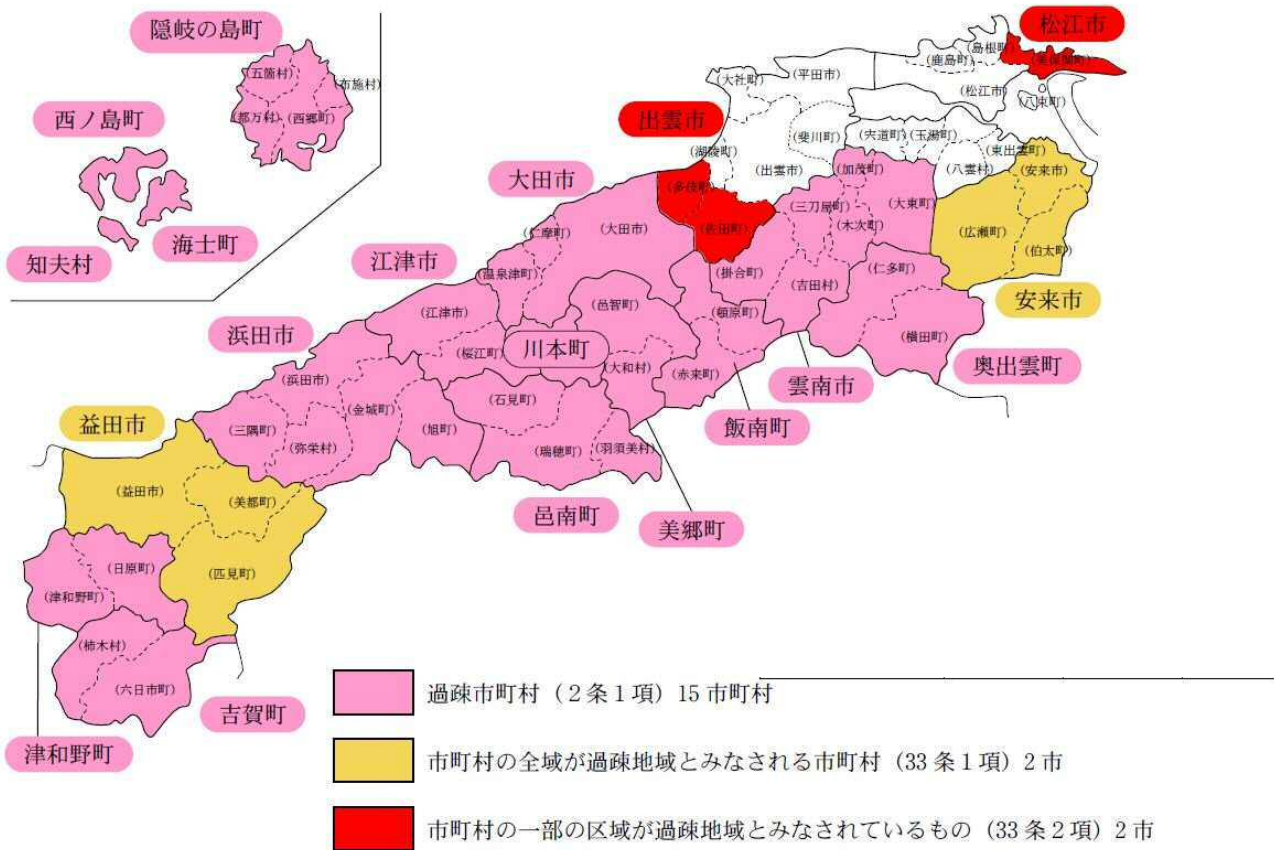 隠岐の島町
(五箇村)
(布施村)
(都万村)
(西郷町)
西ノ島町
海士町
知夫村
松江市
(島根町)
(鹿島町)
(美保関町)
(松江市)
(八束町)
(平田市)
(大社町)
出雲市
(斐川町)
(湖陵町)
(出雲市)
(宍道町)
(玉湯町)
(東出雲町)
(八雲村)
(安来市)
(広瀬町)
(伯太町)
安来市
(多伎町)
(佐田町)
(加茂町)
(大東町)
(三刀屋町)
(木次町)
(掛合町)
(吉田村)
(仁多町)
(横田町)
奥出雲町
雲南市
大田市
(大田市)
(仁摩町)
(温泉津町)
(頓原町)
(赤来町)
飯南町
(邑智町)
(大和村)
美郷町
川本町
江津市
(江津市)
(桜江町)
浜田市
(浜田市)
(金城町)
(三隅町)
(弥栄村)
(旭町)
(石見町)
(瑞穂町)
(羽須美村)
邑南町
益田市
(益田市)
(美都町)
(匹見町)
(日原町)
(津和野町)
(柿木村)
(六日市町)
吉賀町
津和野町
過疎市町村(2条1項)15市町村
市町村の全域が過疎地域とみなされる市町村(33条1項)2市
市町村の一部の区域が過疎地域とみなされているもの(33条2項)2市